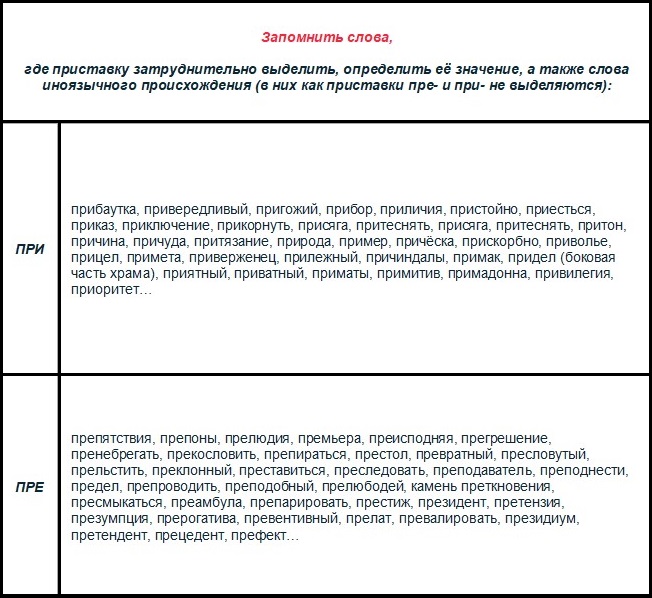 Запомнить слова,
где приставку затруднительно выделить, определить её значение, а также слова
иноязычного происхождения (в них как приставки пре- и при- не выделяются):
ПРИ
прибаутка, привередливый, пригожий, прибор, приличия, пристойно, приесться,
приказ, приключение, прикорнуть, присяга, притеснять, присяга, притеснять, притон,
причина, причуда, притязание, природа, пример, причёска, прискорбно, приволье,
прицел, примета, приверженец, прилежный, причиндалы, примак, придел (боковая
часть храма), приятный, приватный, приматы, примитив, примадонна, привилегия,
приоритет…
ПРЕ
препятствия, препоны, прелюдия, премьера, преисподняя, прегрешение,
пренебрегать, прекословить, препираться, престол, превратный, пресловутый,
прельстить, преклонный, преставиться, преследовать, преподаватель, преподнести,
предел, препроводить, преподобный, прелюбодей, камень преткновения,
пресмыкаться, преамбула, препарировать, престиж, президент, претензия,
презумпция, прерогатива, превентивный, прелат, превалировать, президиум,
претендент, прецедент, префект…